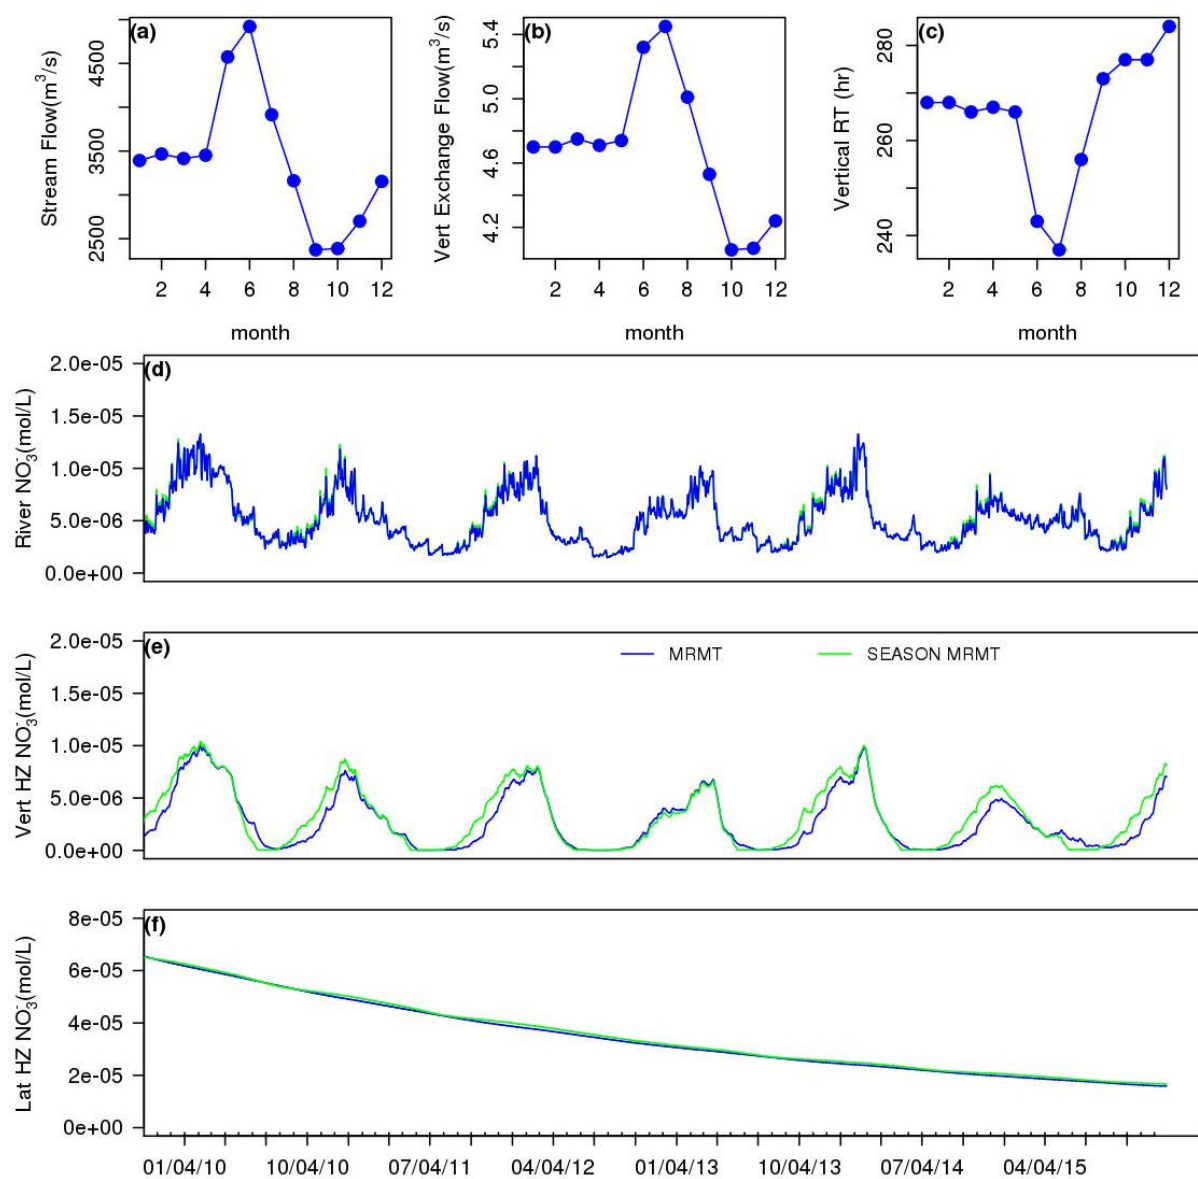 (a)
Stream Flow(m³/s)
4500
3500
2500
2 4 6 8 10 12
month
(b)
Vert Exchange Flow(m³/s)
5.4
5.0
4.6
4.2
2 4 6 8 10 12
month
(c)
Vertical RT (hr)
280
260
240
2 4 6 8 10 12
month
(d)
River NO₃⁻(mol/L)
2.0e-05
1.5e-05
1.0e-05
5.0e-06
0.0e+00
(e)
MRMT SEASON MRMT
Vert HZ NO₃⁻(mol/L)
2.0e-05
1.5e-05
1.0e-05
5.0e-06
0.0e+00
(f)
Lat HZ NO₃⁻(mol/L)
8e-05
6e-05
4e-05
2e-05
0e+00
01/04/10 10/04/10 07/04/11 04/04/12 01/04/13 10/04/13 07/04/14 04/04/15